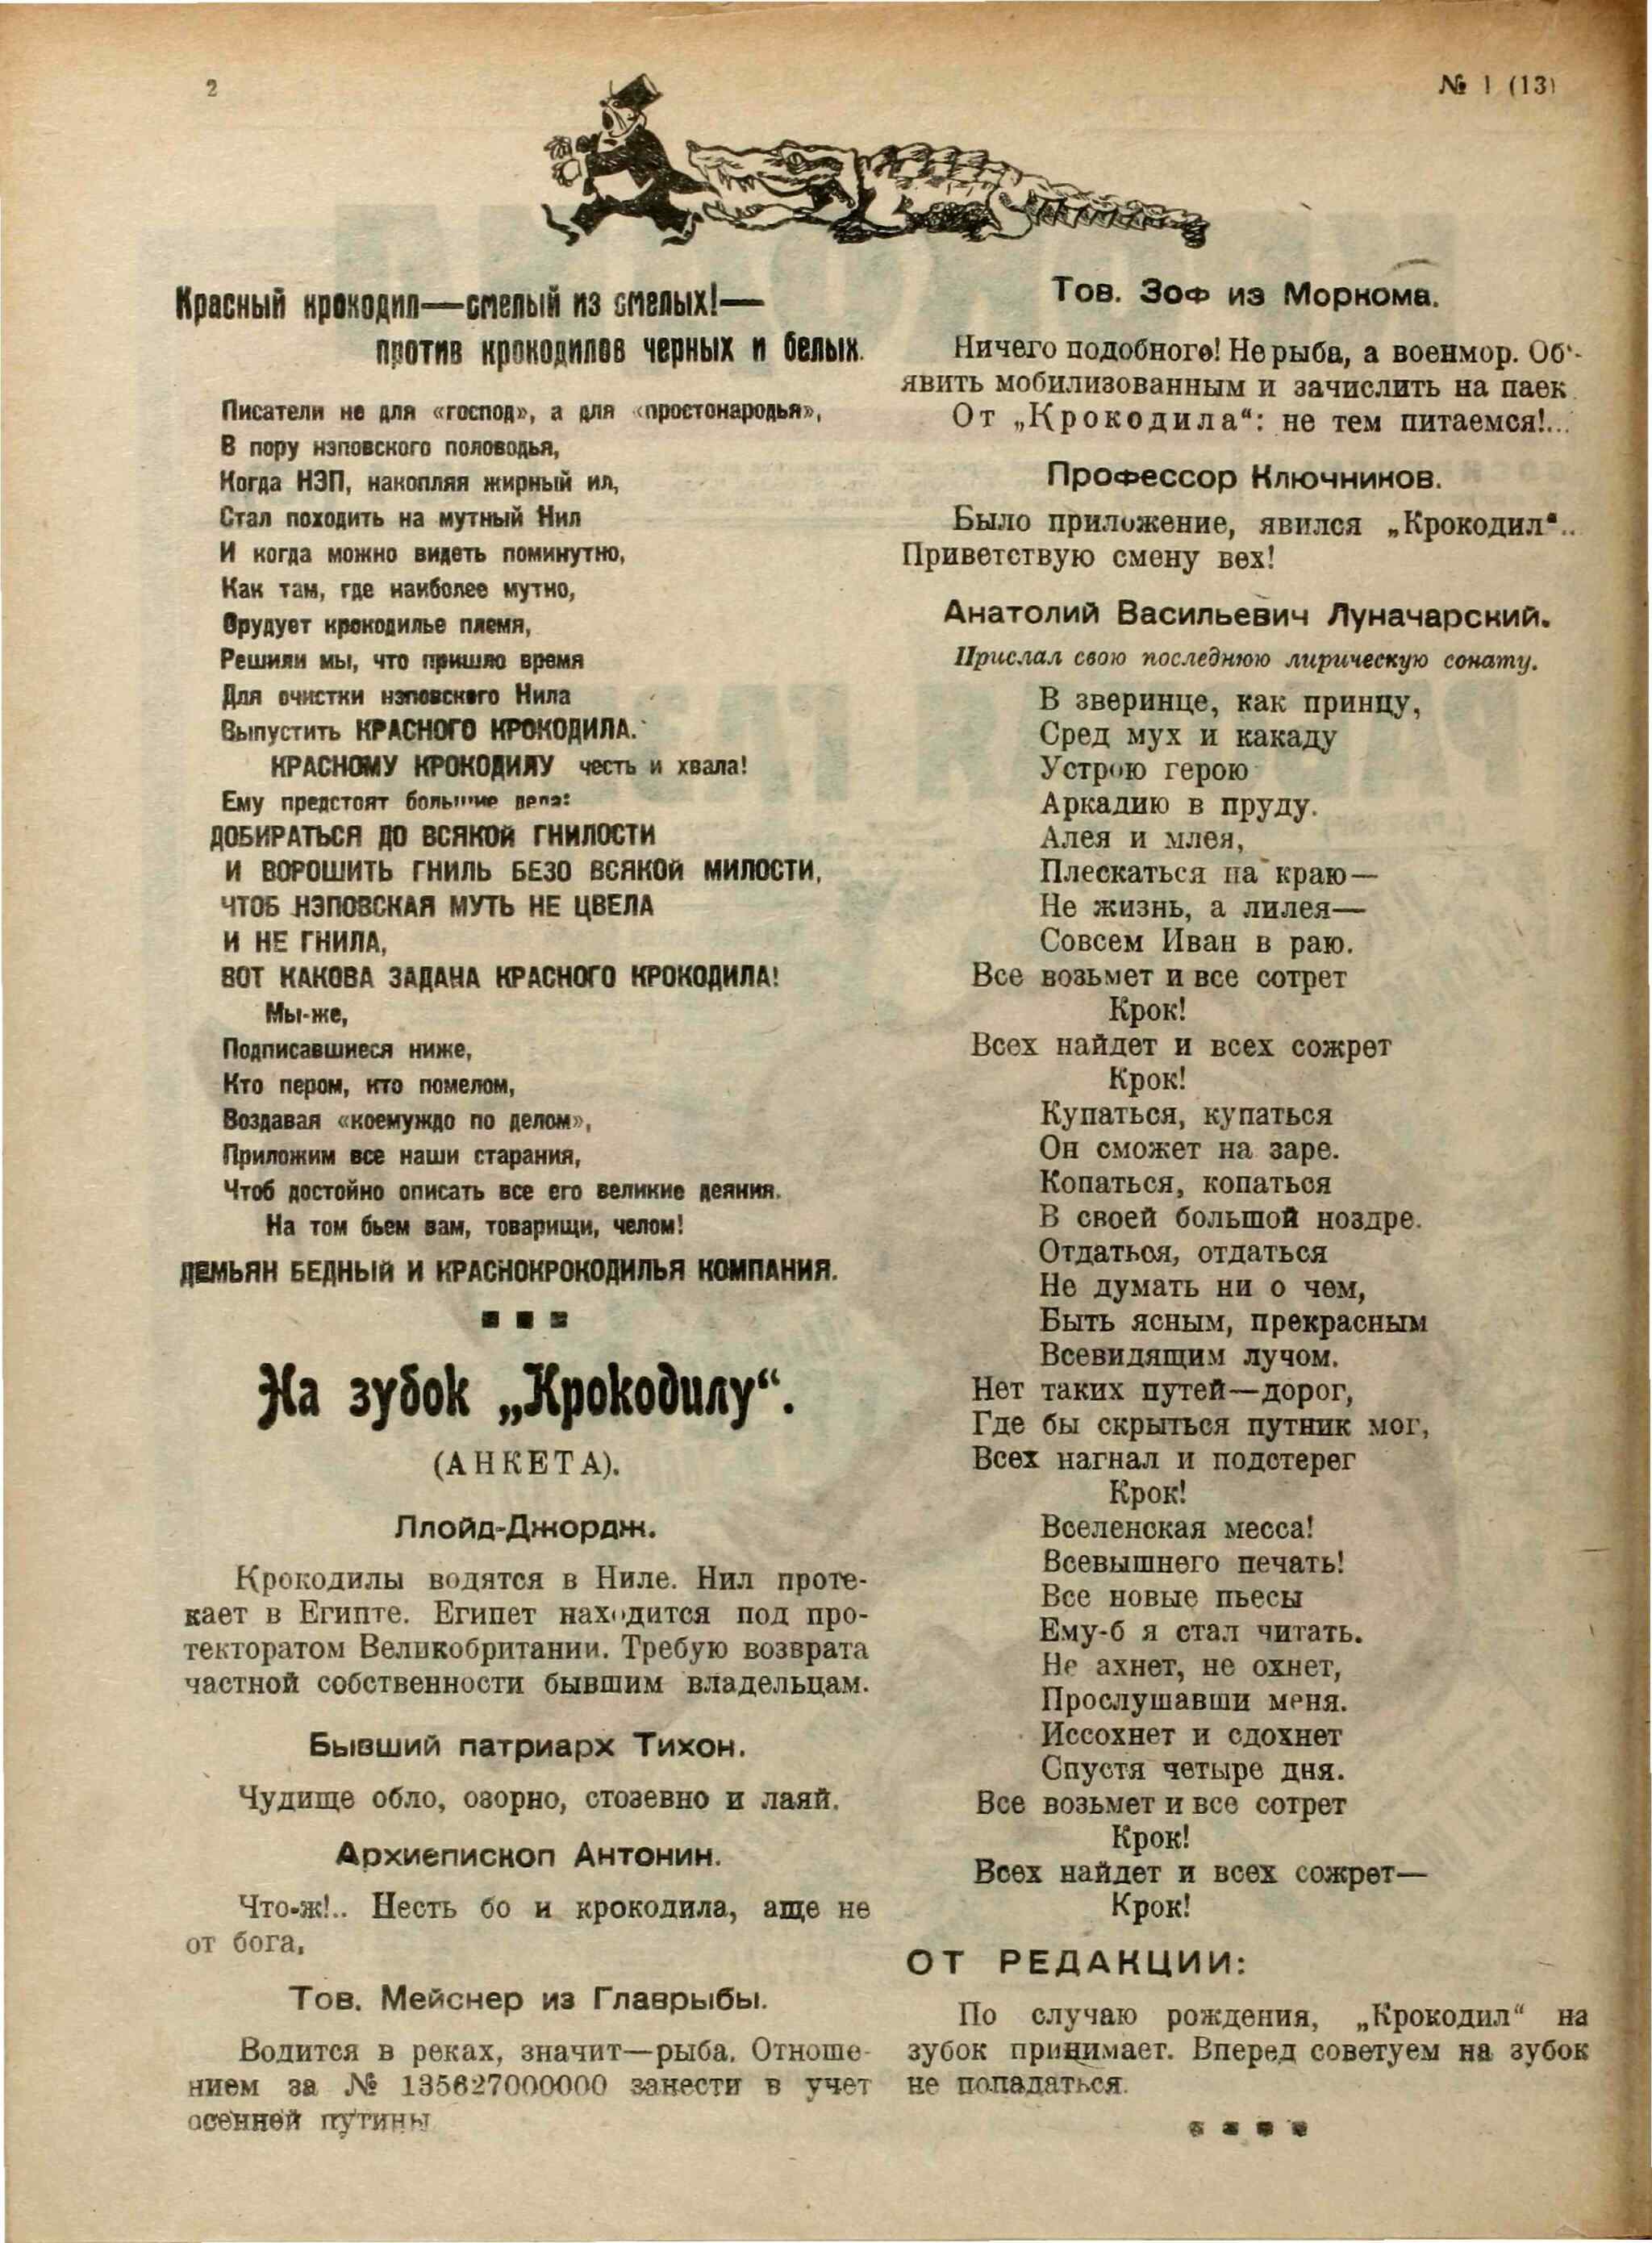 2
№ 1 (13)
Красный крокодил—смелый из смелых!—
против крокодилов черных и белых.
Писатели не для «господ», а для «простонародья»,
В пору нэповского половодья,
Когда НЭП, накопляя жирный ил,
Стал походить на мутный Нил
И когда можно видеть поминутно,
Как там, где наиболее мутно,
Орудует крокодилье племя,
Решили мы, что пришло время
Для очистки нэповского Нила
Выпустить КРАСНОГО КРОКОДИЛА.
КРАСНОМУ КРОКОДИЛУ честь и хвала!
Ему предстоят большие дела:
ДОБИРАТЬСЯ ДО ВСЯКОЙ ГНИЛОСТИ
И ВОРОШИТЬ ГНИЛЬ БЕЗО ВСЯКОЙ МИЛОСТИ,
ЧТОБ НЭПОВСКАЯ МУТЬ НЕ ЦВЕЛА
И НЕ ГНИЛА,
ВОТ КАКОВА ЗАДАЧА КРАСНОГО КРОКОДИЛА!
Мы-же,
Подписавшиеся ниже,
Кто пером, кто помелом,
Воздавая «коемуждо по делом»,
Приложим все наши старания,
Чтоб достойно описать все его великие деяния.
На том бьем вам, товарищи, челом!
ДЕМЬЯН БЕДНЫЙ И КРАСНОКРОКОДИЛЬЯ КОМПАНИЯ.
На зубок „Крокодилу“.
(АНКЕТА).
Ллойд-Джордж.
Крокодилы водятся в Ниле. Нил проте-
кает в Египте. Египет находится под про-
текторатом Великобритании. Требую возврата
частной собственности бывшим владельцам.
Бывший патриарх Тихон.
Чудище обло, озорно, стозевно и лаяй.
Архиепископ Антонин.
Что-ж!.. Несть бо и крокодила, аще не
от бога.
Тов. Мейснер из Главрыбы.
Водится в реках, значит—рыба. Отноше-
нием за № 135627000000 занести в учет
осенней путины
Тов. Зоф из Моркома.
Ничего подобного! Не рыба, а военмор. Об‘-
явить мобилизованным и зачислить на паек.
От „Крокодила“: не тем питаемся!...
Профессор Ключников.
Было приложение, явился „Крокодил“..
Приветствую смену вех!
Анатолий Васильевич Луначарский.
Прислал свою последнюю лирическую сонату.
В зверинце, как принцу,
Сред мух и какаду
Устрою герою
Аркадию в пруду.
Алея и млея,
Плескаться на краю—
Не жизнь, а лилея—
Совсем Иван в раю.
Все возьмет и все сотрет
Крок!
Всех найдет и всех сожрет
Крок!
Купаться, купаться
Он сможет на заре.
Копаться, копаться
В своей большой ноздре.
Отдаться, отдаться
Не думать ни о чем,
Быть ясным, прекрасным
Всевидящим лучом.
Нет таких путей—дорог,
Где бы скрыться путник мог,
Всех нагнал и подстерег
Крок!
Вселенская месса!
Всевышнего печать!
Все новые пьесы
Ему-б я стал читать.
Не ахнет, не охнет,
Прослушавши меня.
Иссохнет и сдохнет
Спустя четыре дня.
Все возьмет и все сотрет
Крок!
Всех найдет и всех сожрет—
Крок!
ОТ РЕДАКЦИИ:
По случаю рождения, „Крокодил“ на
зубок принимает. Вперед советуем на зубок
не попадаться.